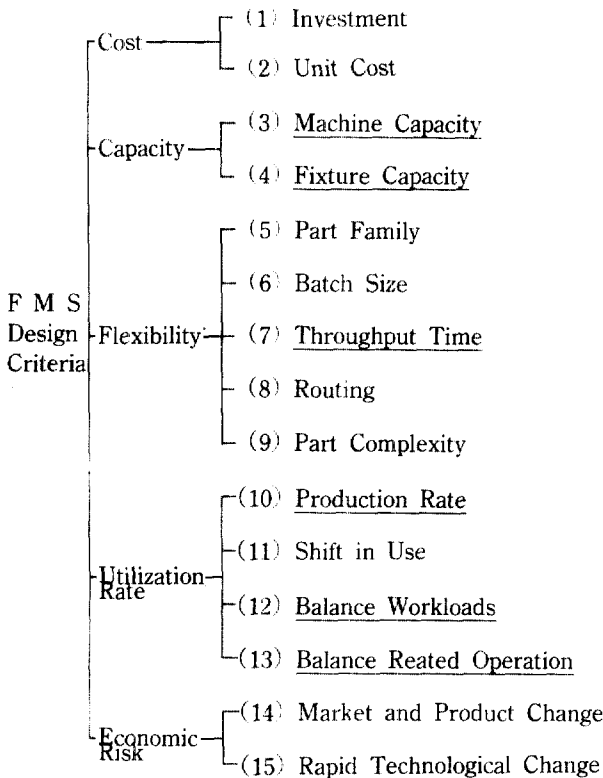 (1) Investment
Cost
(2) Unit Cost
(3) Machine Capacity
Capacity
(4) Fixture Capacity
(5) Part Family
(6) Batch Size
F M S
Design
Criteria
Flexibility
(7) Throughput Time
(8) Routing
(9) Part Complexity
(10) Production Rate
(11) Shift in Use
Utilization
Rate
(12) Balance Workloads
(13) Balance Reated Operation
(14) Market and Product Change
Economic
Risk
(15) Rapid Technological Change